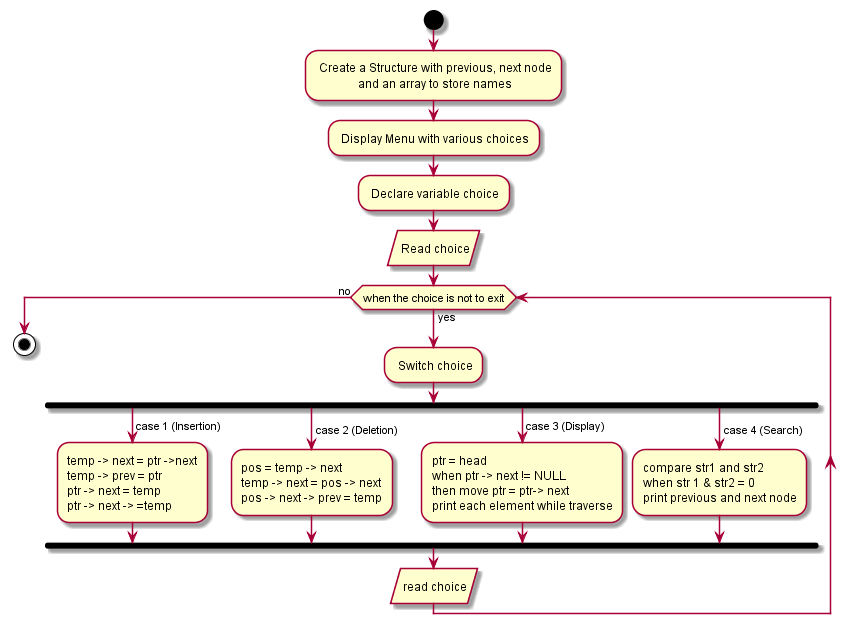 Create a Structure with previous, next node
and an array to store names
Display Menu with various choices
Declare variable choice
Read choice
no
when the choice is not to exit
yes
Switch choice
case 1 (Insertion)
temp -> next = ptr ->next
temp -> prev = ptr
ptr -> next = temp
ptr -> next -> =temp
case 2 (Deletion)
pos = temp -> next
temp -> next = pos -> next
pos -> next -> prev = temp
case 3 (Display)
ptr = head
when ptr -> next != NULL
then move ptr = ptr-> next
print each element while traverse
case 4 (Search)
compare str1 and str2
when str 1 & str2 = 0
print previous and next node
read choice